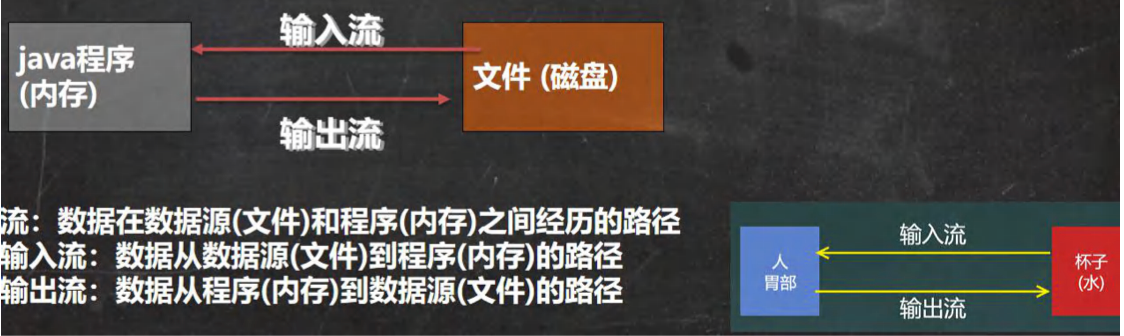 输入流
java程序
(内存)
文件 (磁盘)
输出流
流：数据在数据源(文件)和程序(内存)之间经历的路径
输入流：数据从数据源(文件)到程序(内存)的路径
输出流：数据从程序(内存)到数据源(文件)的路径
输入流
人
胃部
杯子
(水)
输出流